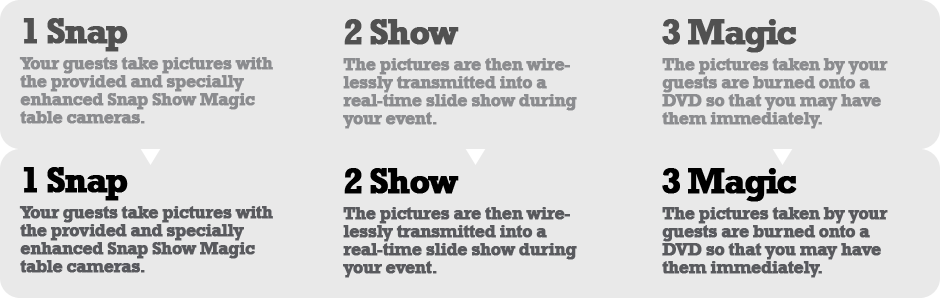 1 Snap
Your guests take pictures with
the provided and specially
enhanced Snap Show Magic
table cameras.
2 Show
The pictures are then wire-
lessly transmitted into a
real-time slide show during
your event.
3 Magic
The pictures taken by your
guests are burned onto a
DVD so that you may have
them immediately.
1 Snap
Your guests take pictures with
the provided and specially
enhanced Snap Show Magic
table cameras.
2 Show
The pictures are then wire-
lessly transmitted into a
real-time slide show during
your event.
3 Magic
The pictures taken by your
guests are burned onto a
DVD so that you may have
them immediately.